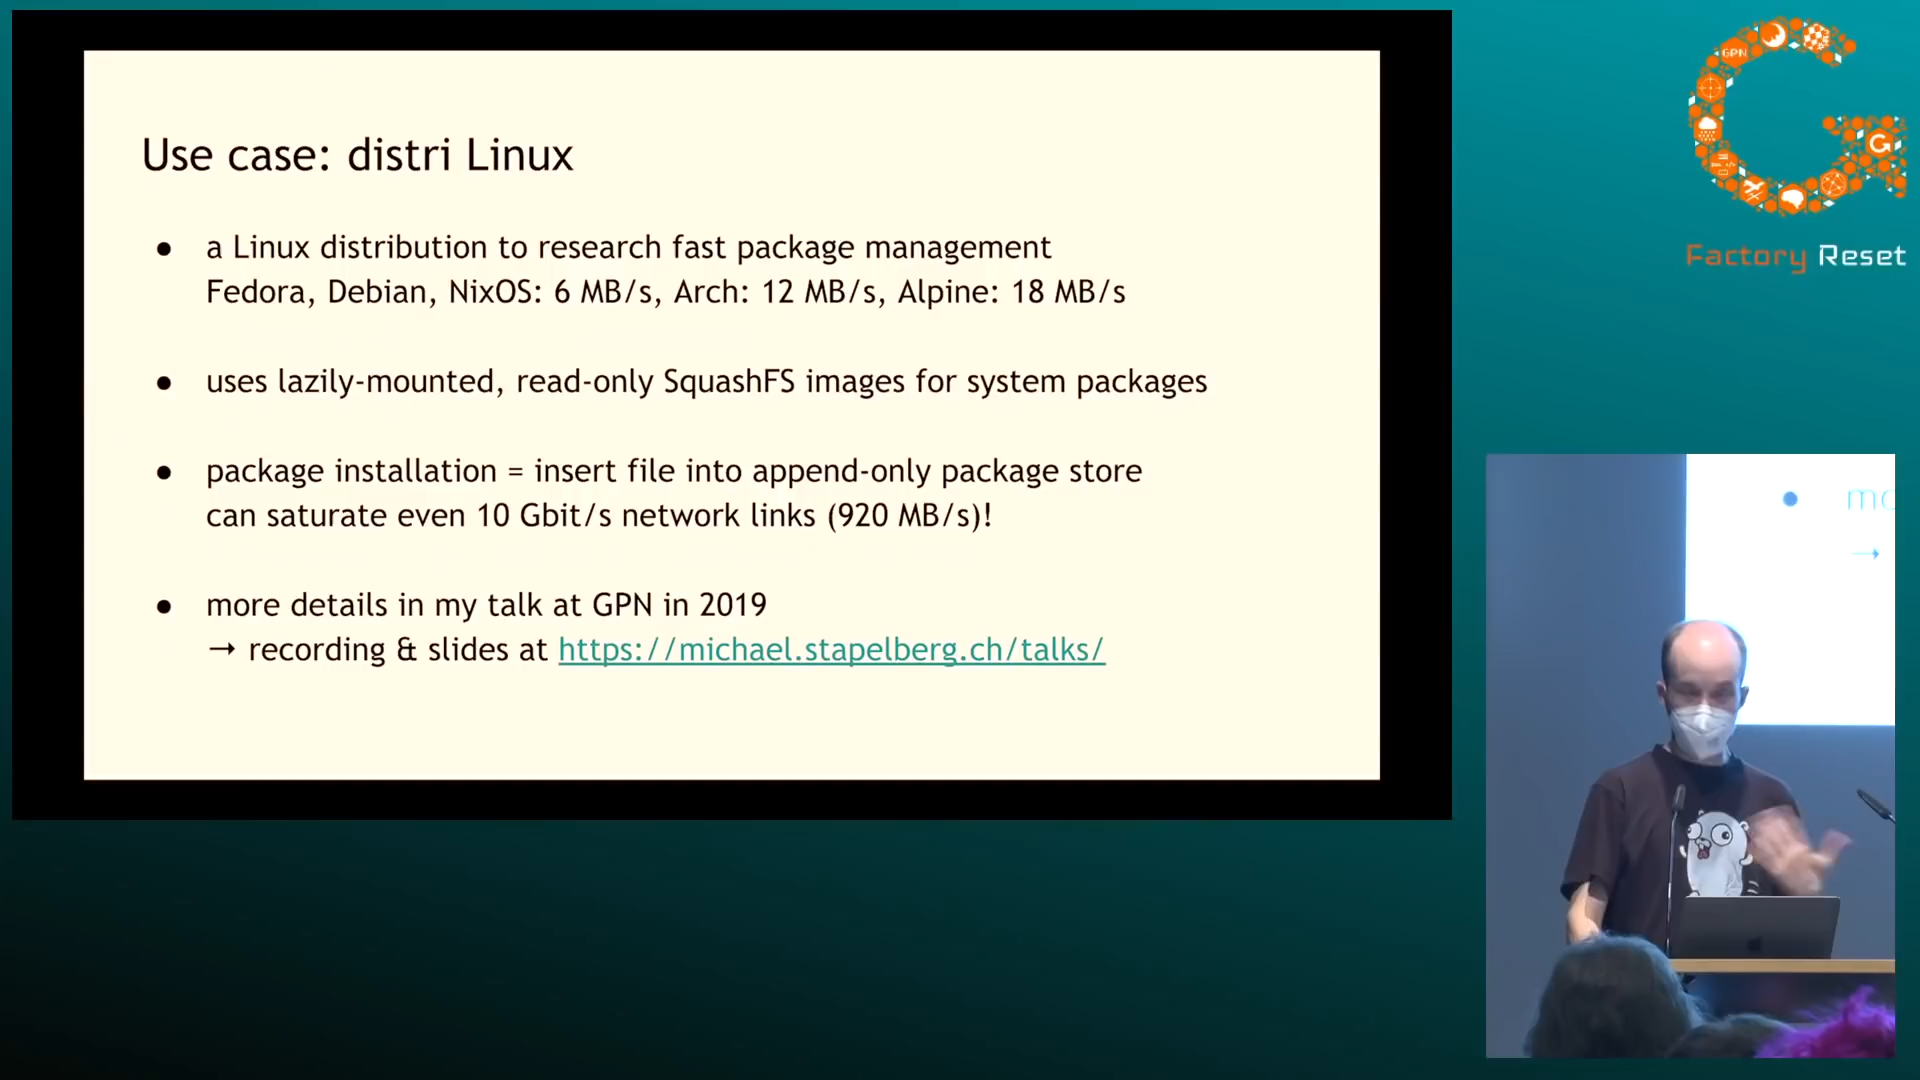 Use case: distri Linux
● a Linux distribution to research fast package management
Fedora, Debian, NixOS: 6 MB/s, Arch: 12 MB/s, Alpine: 18 MB/s
● uses lazily-mounted, read-only SquashFS images for system packages
● package installation = insert file into append-only package store
can saturate even 10 Gbit/s network links (920 MB/s)!
● more details in my talk at GPN in 2019
→ recording & slides at https://michael.stapelberg.ch/talks/
GPN
Factory Reset
● mo
→